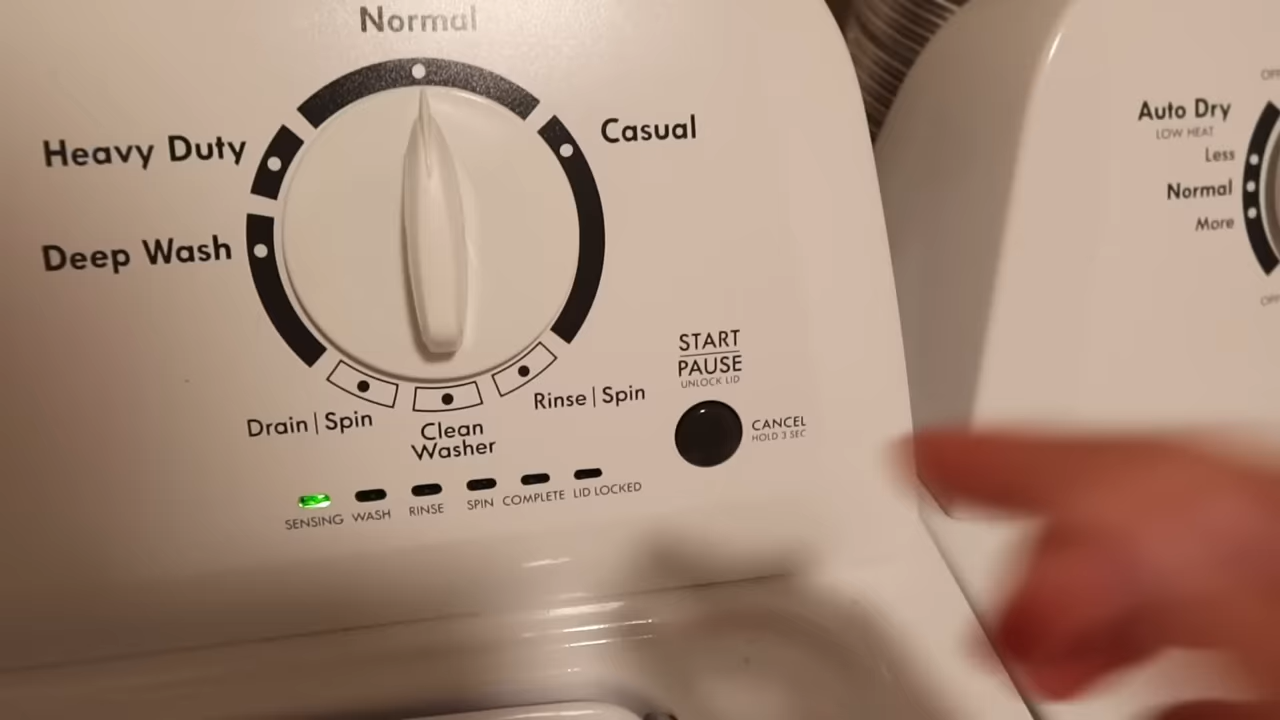 Normal
Heavy Duty
Casual
Deep Wash
Drain | Spin
Clean
Washer
Rinse | Spin
START
PAUSE
UNLOCK LID
CANCEL
HOLD 3 SEC
SENSING WASH RINSE SPIN COMPLETE LID LOCKED
Auto Dry
LOW HEAT
Less
Normal
More